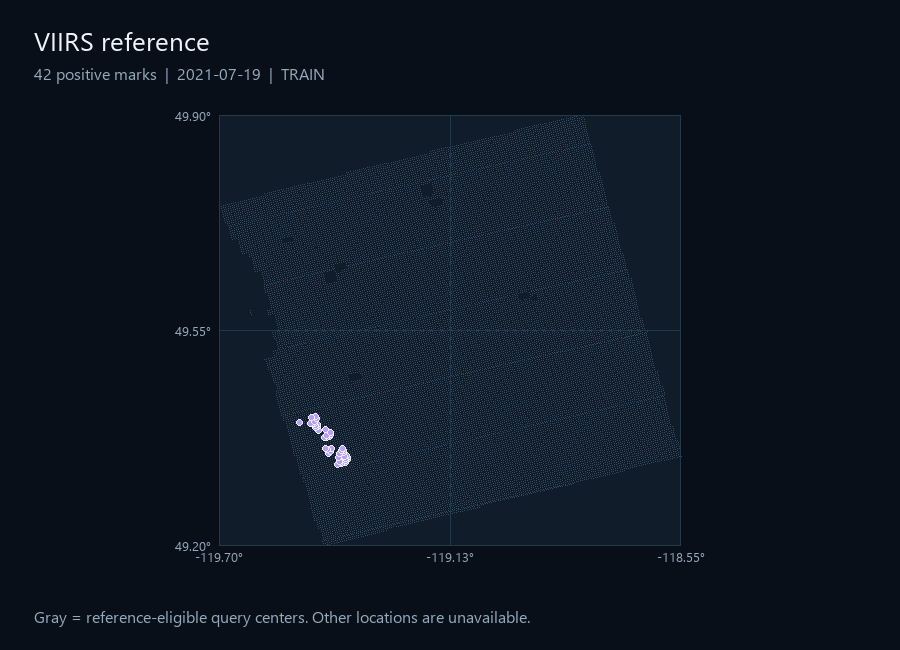 VIIRS reference
42 positive marks | 2021-07-19 | TRAIN
49.90°
49.55°
49.20°
-119.70°
-119.13°
-118.55°
Gray = reference-eligible query centers. Other locations are unavailable.